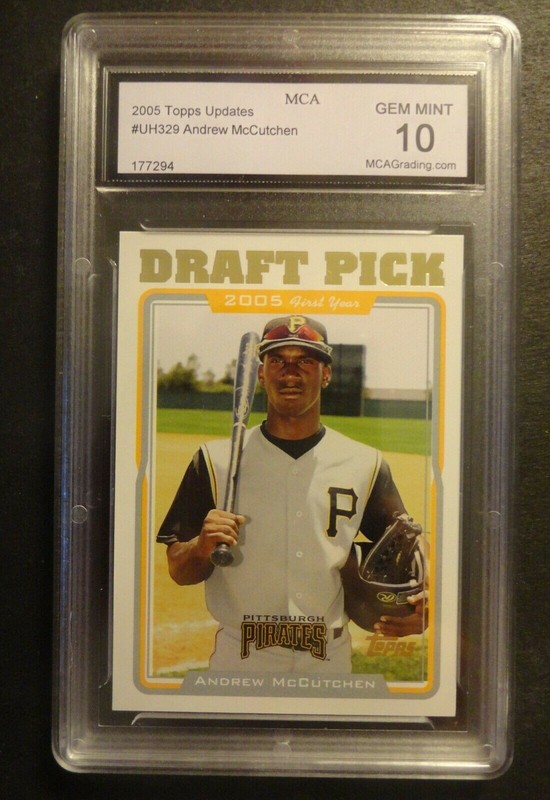 MCA
2005 Topps Updates
#UH329 Andrew McCutchen
177294
GEM MINT
10
MCAGrading.com
DRAFT PICK
2005 First Year
P
P
PITTSBURGH
PIRATES
Topps
ANDREW McCUTCHEN